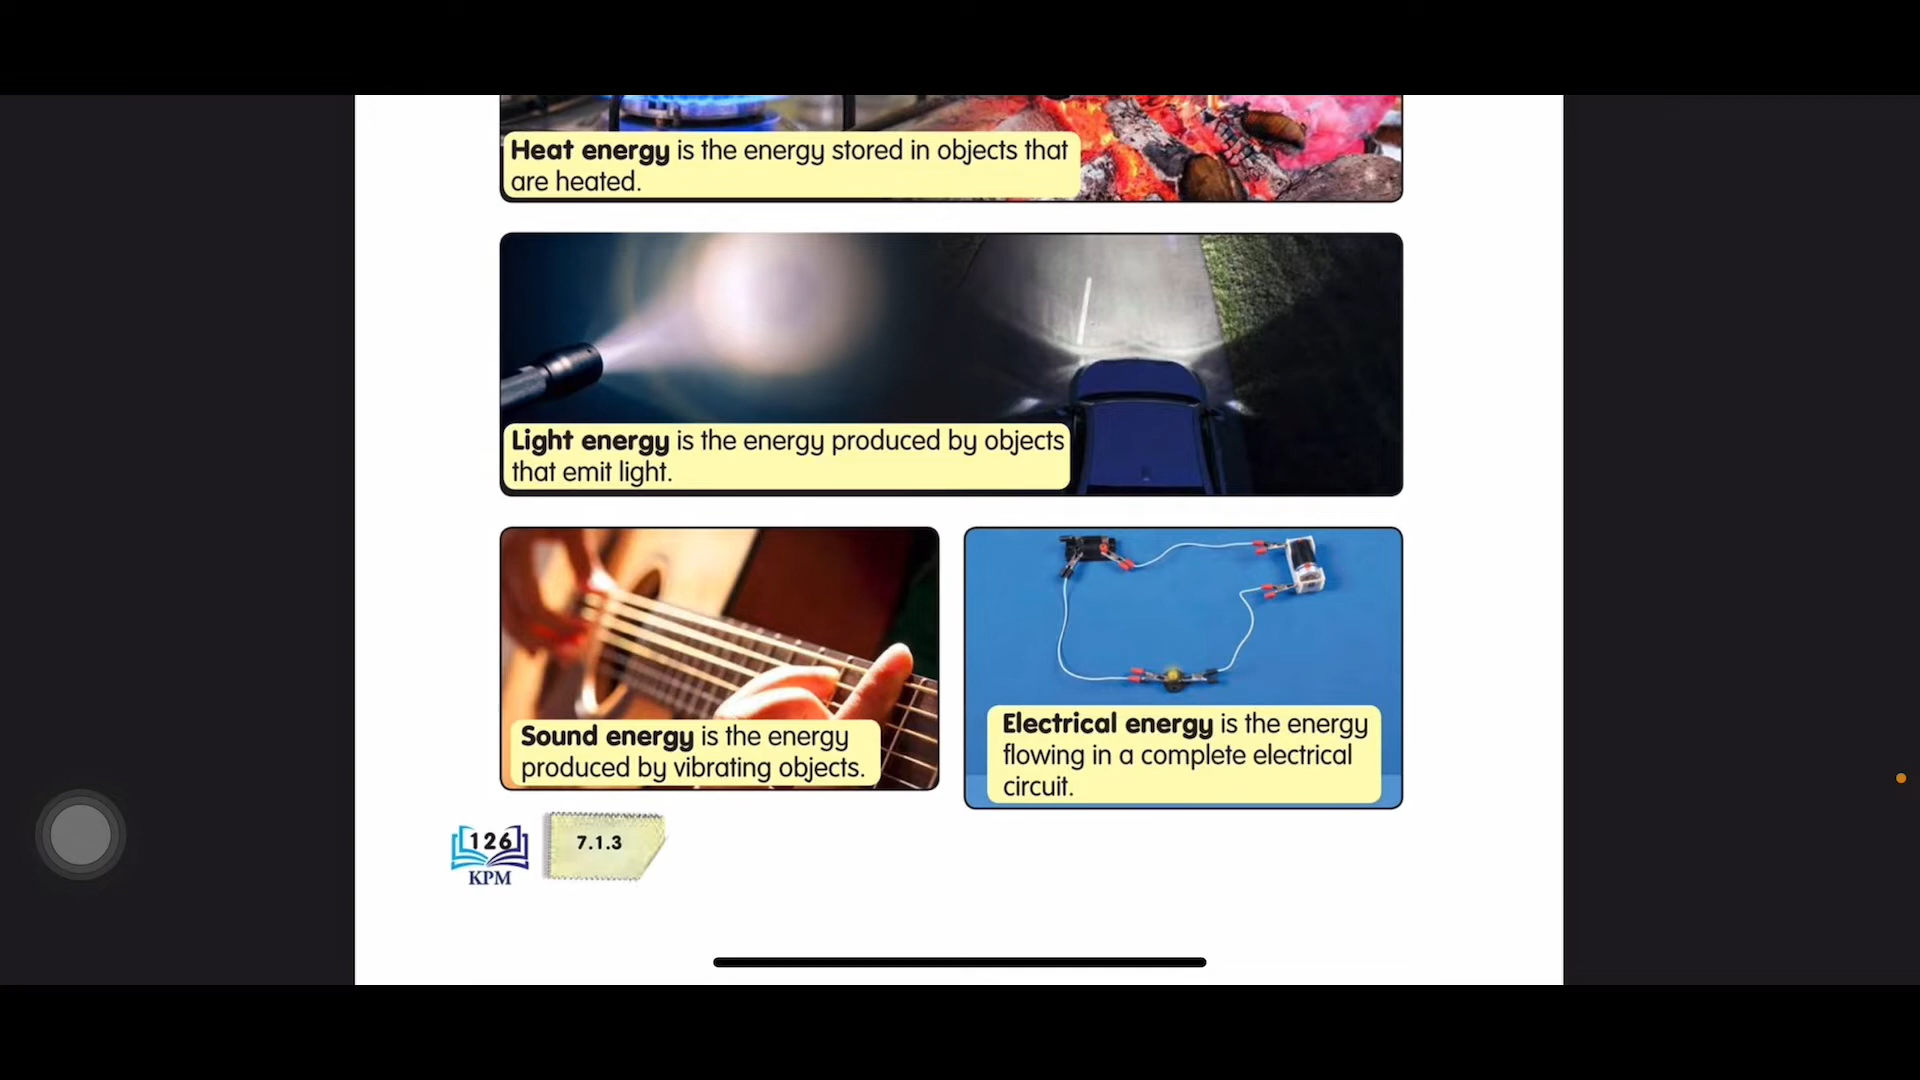 Heat energy is the energy stored in objects that
are heated.
Light energy is the energy produced by objects
that emit light.
Sound energy is the energy
produced by vibrating objects.
Electrical energy is the energy
flowing in a complete electrical
circuit.
126
KPM
7.1.3